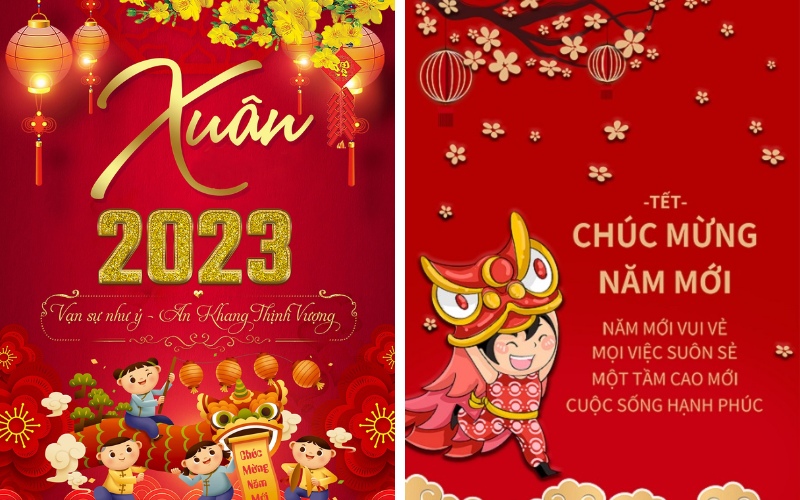 Xuân
2023
Vạn sự như ý - An Khang Thịnh Vượng
Chúc
Mừng
Năm
Mới
-TẾT-
CHÚC MỪNG
NĂM MỚI
NĂM MỚI VUI VẺ
MỌI VIỆC SUÔN SẺ
MỘT TẦM CAO MỚI
CUỘC SỐNG HẠNH PHÚC